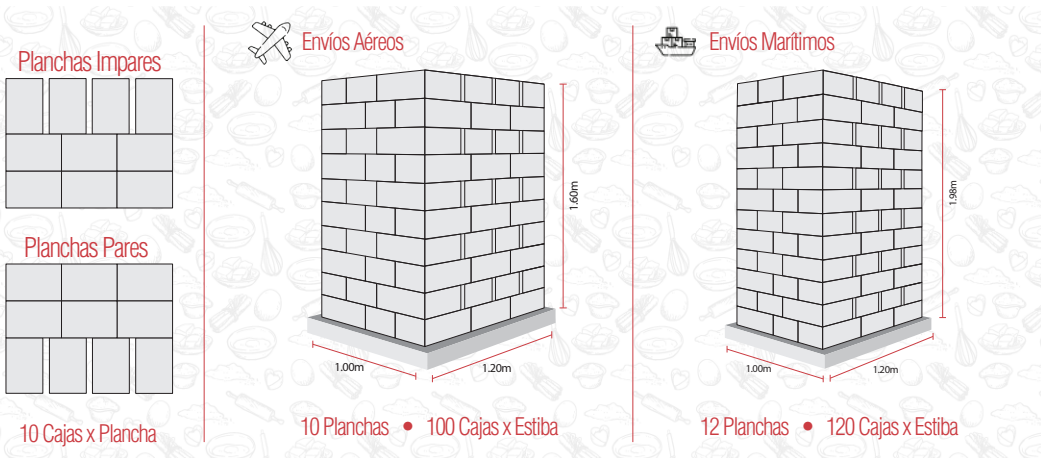 Planchas Impares
Planchas Pares
10 Cajas x Plancha
Envíos Aéreos
1.60m
1.00m
1.20m
10 Planchas • 100 Cajas x Estiba
Envíos Marítimos
1.98m
1.00m
1.20m
12 Planchas • 120 Cajas x Estiba